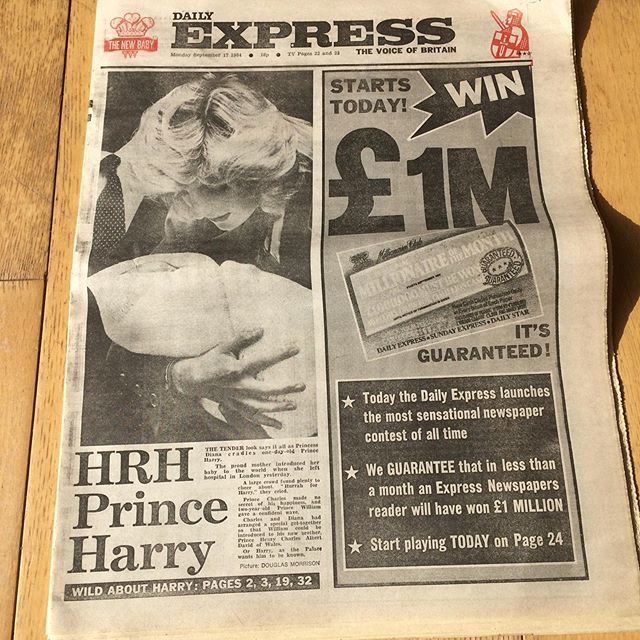 THE NEW BABY
DAILY
EXPRESS
Monday September 17 1984 ● 18p ● TV Pages 22 and 23
THE VOICE OF BRITAIN
STARTS
TODAY!
WIN
£1M
Millionaire Club
MILLIONAIRE
OF THE
MONTH
GUARANTEED
DAILY EXPRESS • SUNDAY EXPRESS • DAILY STAR
IT'S
GUARANTEED!
★ Today the Daily Express launches
the most sensational newspaper
contest of all time
★ We GUARANTEE that in less than
a month an Express Newspapers
reader will have won £1 MILLION
★ Start playing TODAY on Page 24
HRH
Prince
Harry
THE TENDER look says it all as Princess
Diana cradles one-day-old Prince
Harry.
The proud mother introduced her
baby to the world when she left
hospital in London yesterday.
A large crowd found plenty to
cheer about. "Hurrah for
Harry," they cried.
Prince Charles made no
secret of his happiness, and
two-year-old Prince William
gave a confident wave.
Charles and Diana had
arranged a special get-together
so that William could be
introduced to his new brother,
Prince Henry Charles Albert
David of Wales.
Or Harry, as the Palace
wants him to be known.
Picture: DOUGLAS MORRISON
WILD ABOUT HARRY: PAGES 2, 3, 19, 32